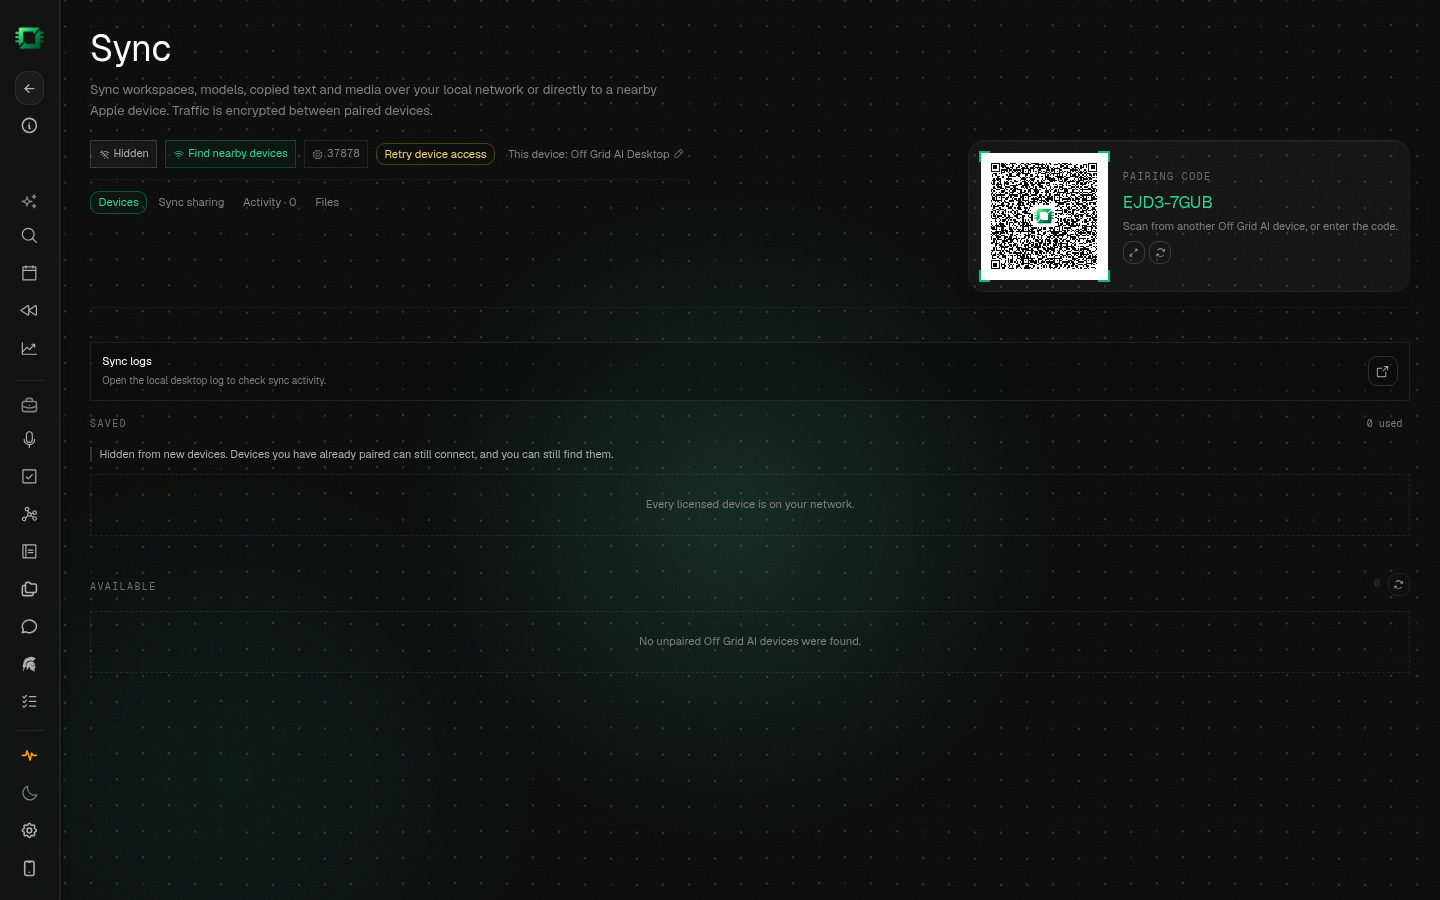 Sync
Sync workspaces, models, copied text and media over your local network or directly to a nearby
Apple device. Traffic is encrypted between paired devices.
Hidden
Find nearby devices
37878
Retry device access
This device: Off Grid AI Desktop
Devices
Sync sharing
Activity · 0
Files
PAIRING CODE
EJD3-7GUB
Scan from another Off Grid AI device, or enter the code.
Sync logs
Open the local desktop log to check sync activity.
SAVED
0 used
Hidden from new devices. Devices you have already paired can still connect, and you can still find them.
Every licensed device is on your network.
AVAILABLE
0
No unpaired Off Grid AI devices were found.